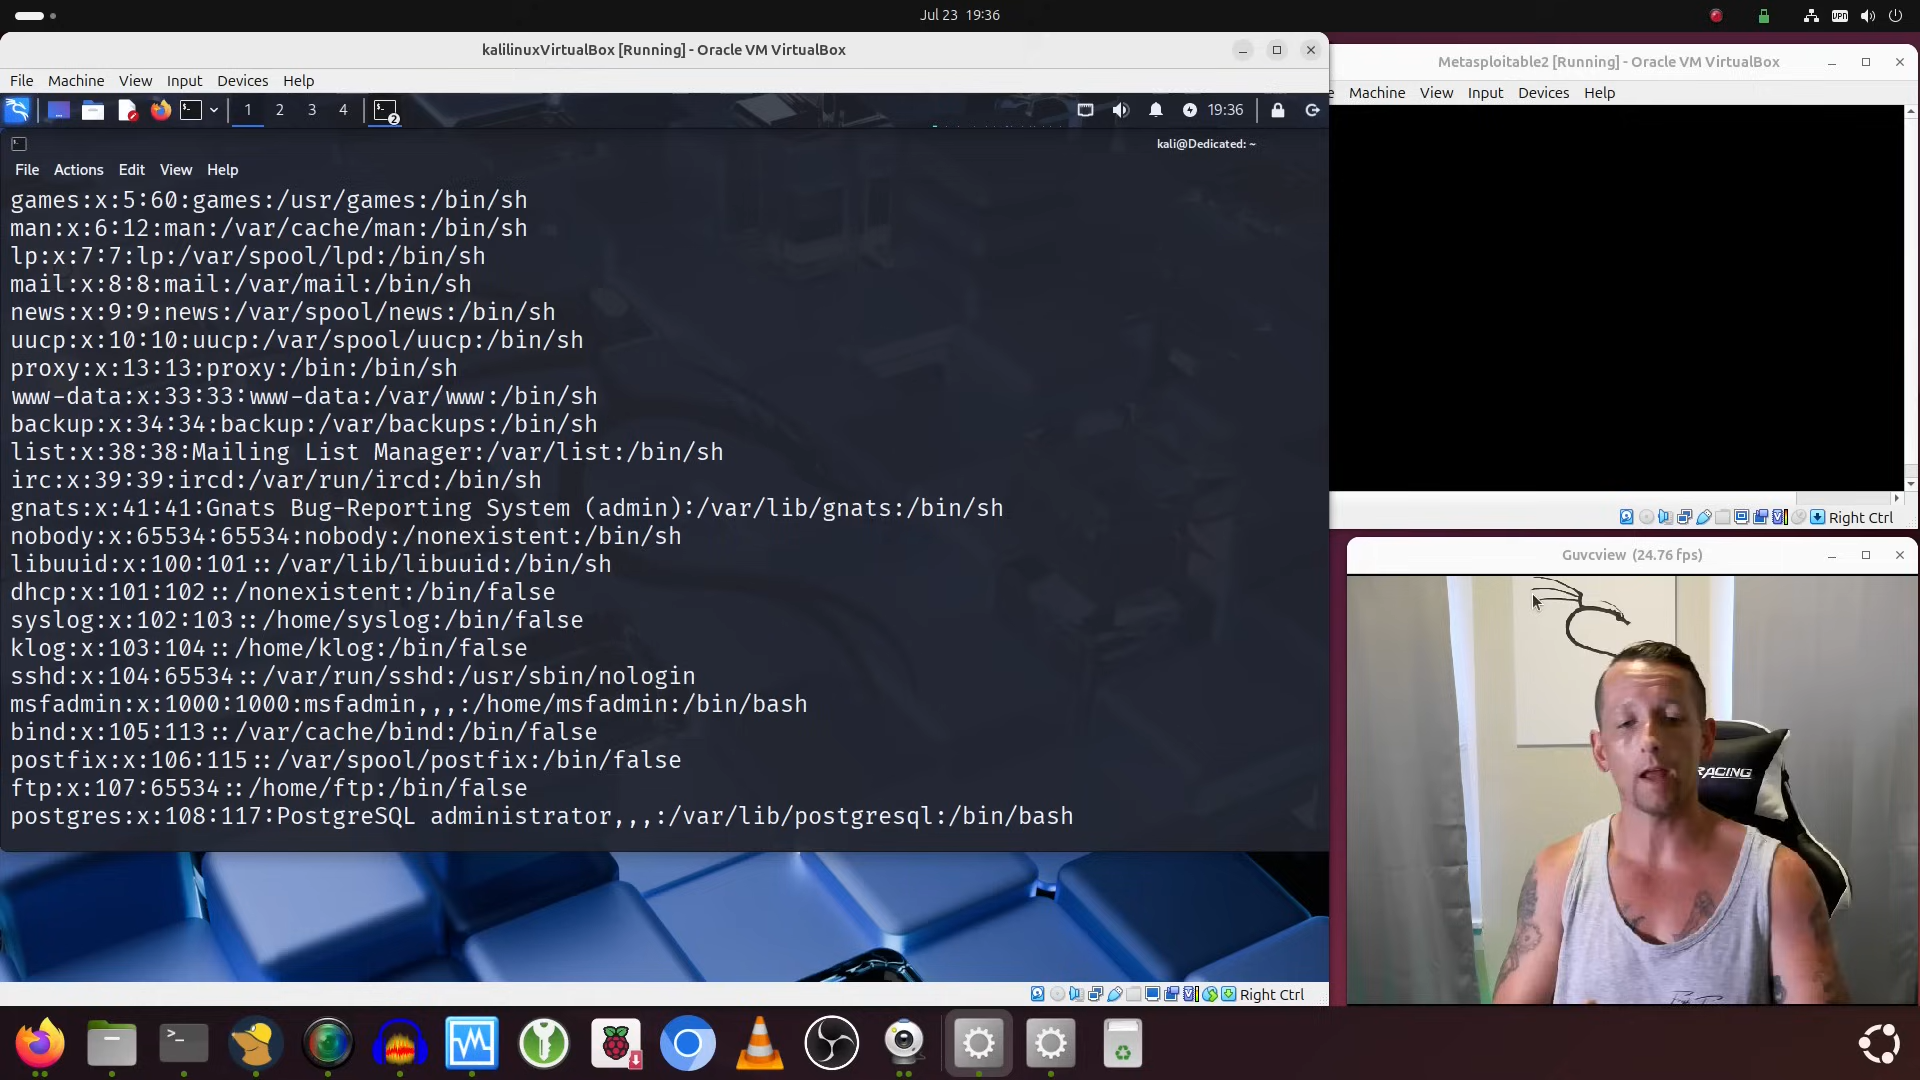 Jul 23 19:36
kalilinuxVirtualBox [Running] - Oracle VM VirtualBox
File Machine View Input Devices Help
1 2 3 4 2 19:36
kali@Dedicated: ~
File Actions Edit View Help
games:x:5:60:games:/usr/games:/bin/sh
man:x:6:12:man:/var/cache/man:/bin/sh
lp:x:7:7:lp:/var/spool/lpd:/bin/sh
mail:x:8:8:mail:/var/mail:/bin/sh
news:x:9:9:news:/var/spool/news:/bin/sh
uucp:x:10:10:uucp:/var/spool/uucp:/bin/sh
proxy:x:13:13:proxy:/bin:/bin/sh
www-data:x:33:33:www-data:/var/www:/bin/sh
backup:x:34:34:backup:/var/backups:/bin/sh
list:x:38:38:Mailing List Manager:/var/list:/bin/sh
irc:x:39:39:ircd:/var/run/ircd:/bin/sh
gnats:x:41:41:Gnats Bug-Reporting System (admin):/var/lib/gnats:/bin/sh
nobody:x:65534:65534:nobody:/nonexistent:/bin/sh
libuuid:x:100:101::/var/lib/libuuid:/bin/sh
dhcp:x:101:102::/nonexistent:/bin/false
syslog:x:102:103::/home/syslog:/bin/false
klog:x:103:104::/home/klog:/bin/false
sshd:x:104:65534::/var/run/sshd:/usr/sbin/nologin
msfadmin:x:1000:1000:msfadmin,,,:/home/msfadmin:/bin/bash
bind:x:105:113::/var/cache/bind:/bin/false
postfix:x:106:115::/var/spool/postfix:/bin/false
ftp:x:107:65534::/home/ftp:/bin/false
postgres:x:108:117:PostgreSQL administrator,,,:/var/lib/postgresql:/bin/bash
Right Ctrl
Metasploitable2 [Running] - Oracle VM VirtualBox
Machine View Input Devices Help
Right Ctrl
Guvcview (24.76 fps)
RACING
VPN